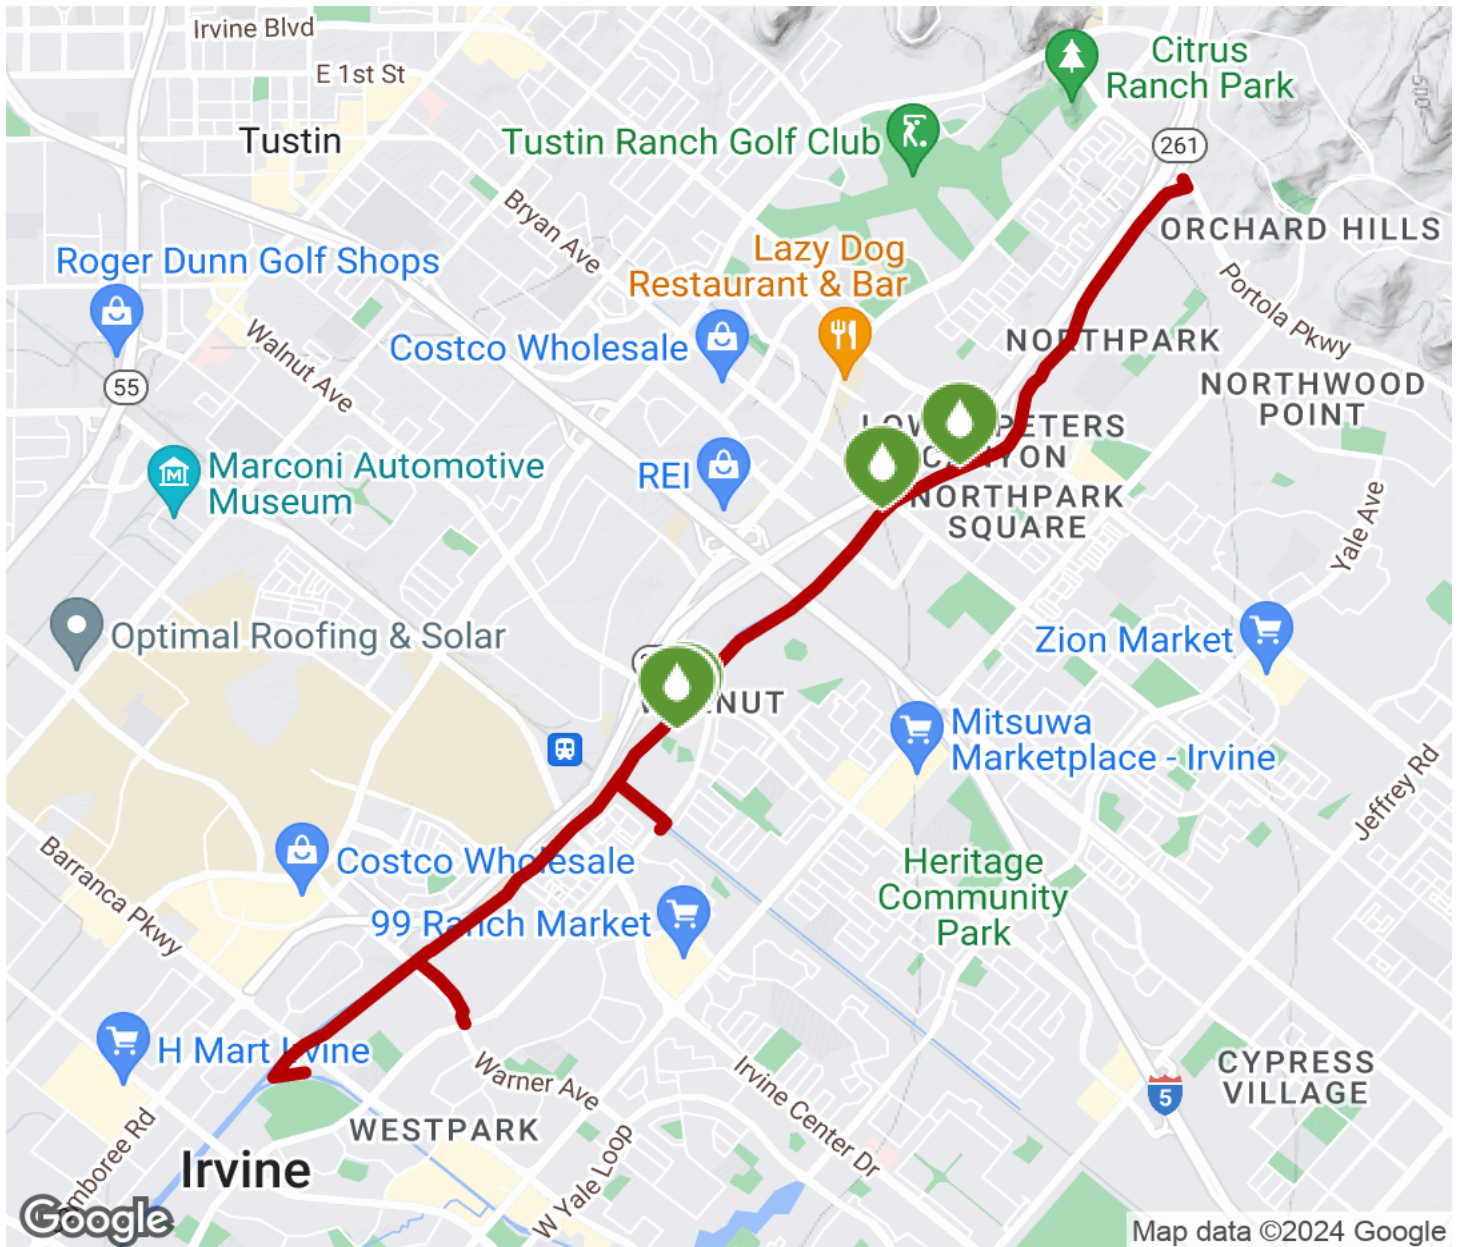 Irvine Blvd
E 1st St
Tustin
Citrus
Ranch Park
Tustin Ranch Golf Club
261
Bryan Ave
ORCHARD HILLS
Lazy Dog
Restaurant & Bar
Roger Dunn Golf Shops
Portola Pkwy
Walnut Ave
Costco Wholesale
NORTHPARK
55
NORTHWOOD
POINT
PETERS
Marconi Automotive
Museum
REI
NORTHPARK
SQUARE
Yale Ave
Optimal Roofing & Solar
Zion Market
Mitsuwa
Marketplace - Irvine
Jeffrey Rd
Costco Wholesale
Barranca Pkwy
99 Ranch Market
Heritage
Community
Park
H Mart Irvine
Warner Ave
Irvine Center Dr
CYPRESS
VILLAGE
5
WESTPARK
W Yale Loop
Irvine
Google
Map data ©2024 Google